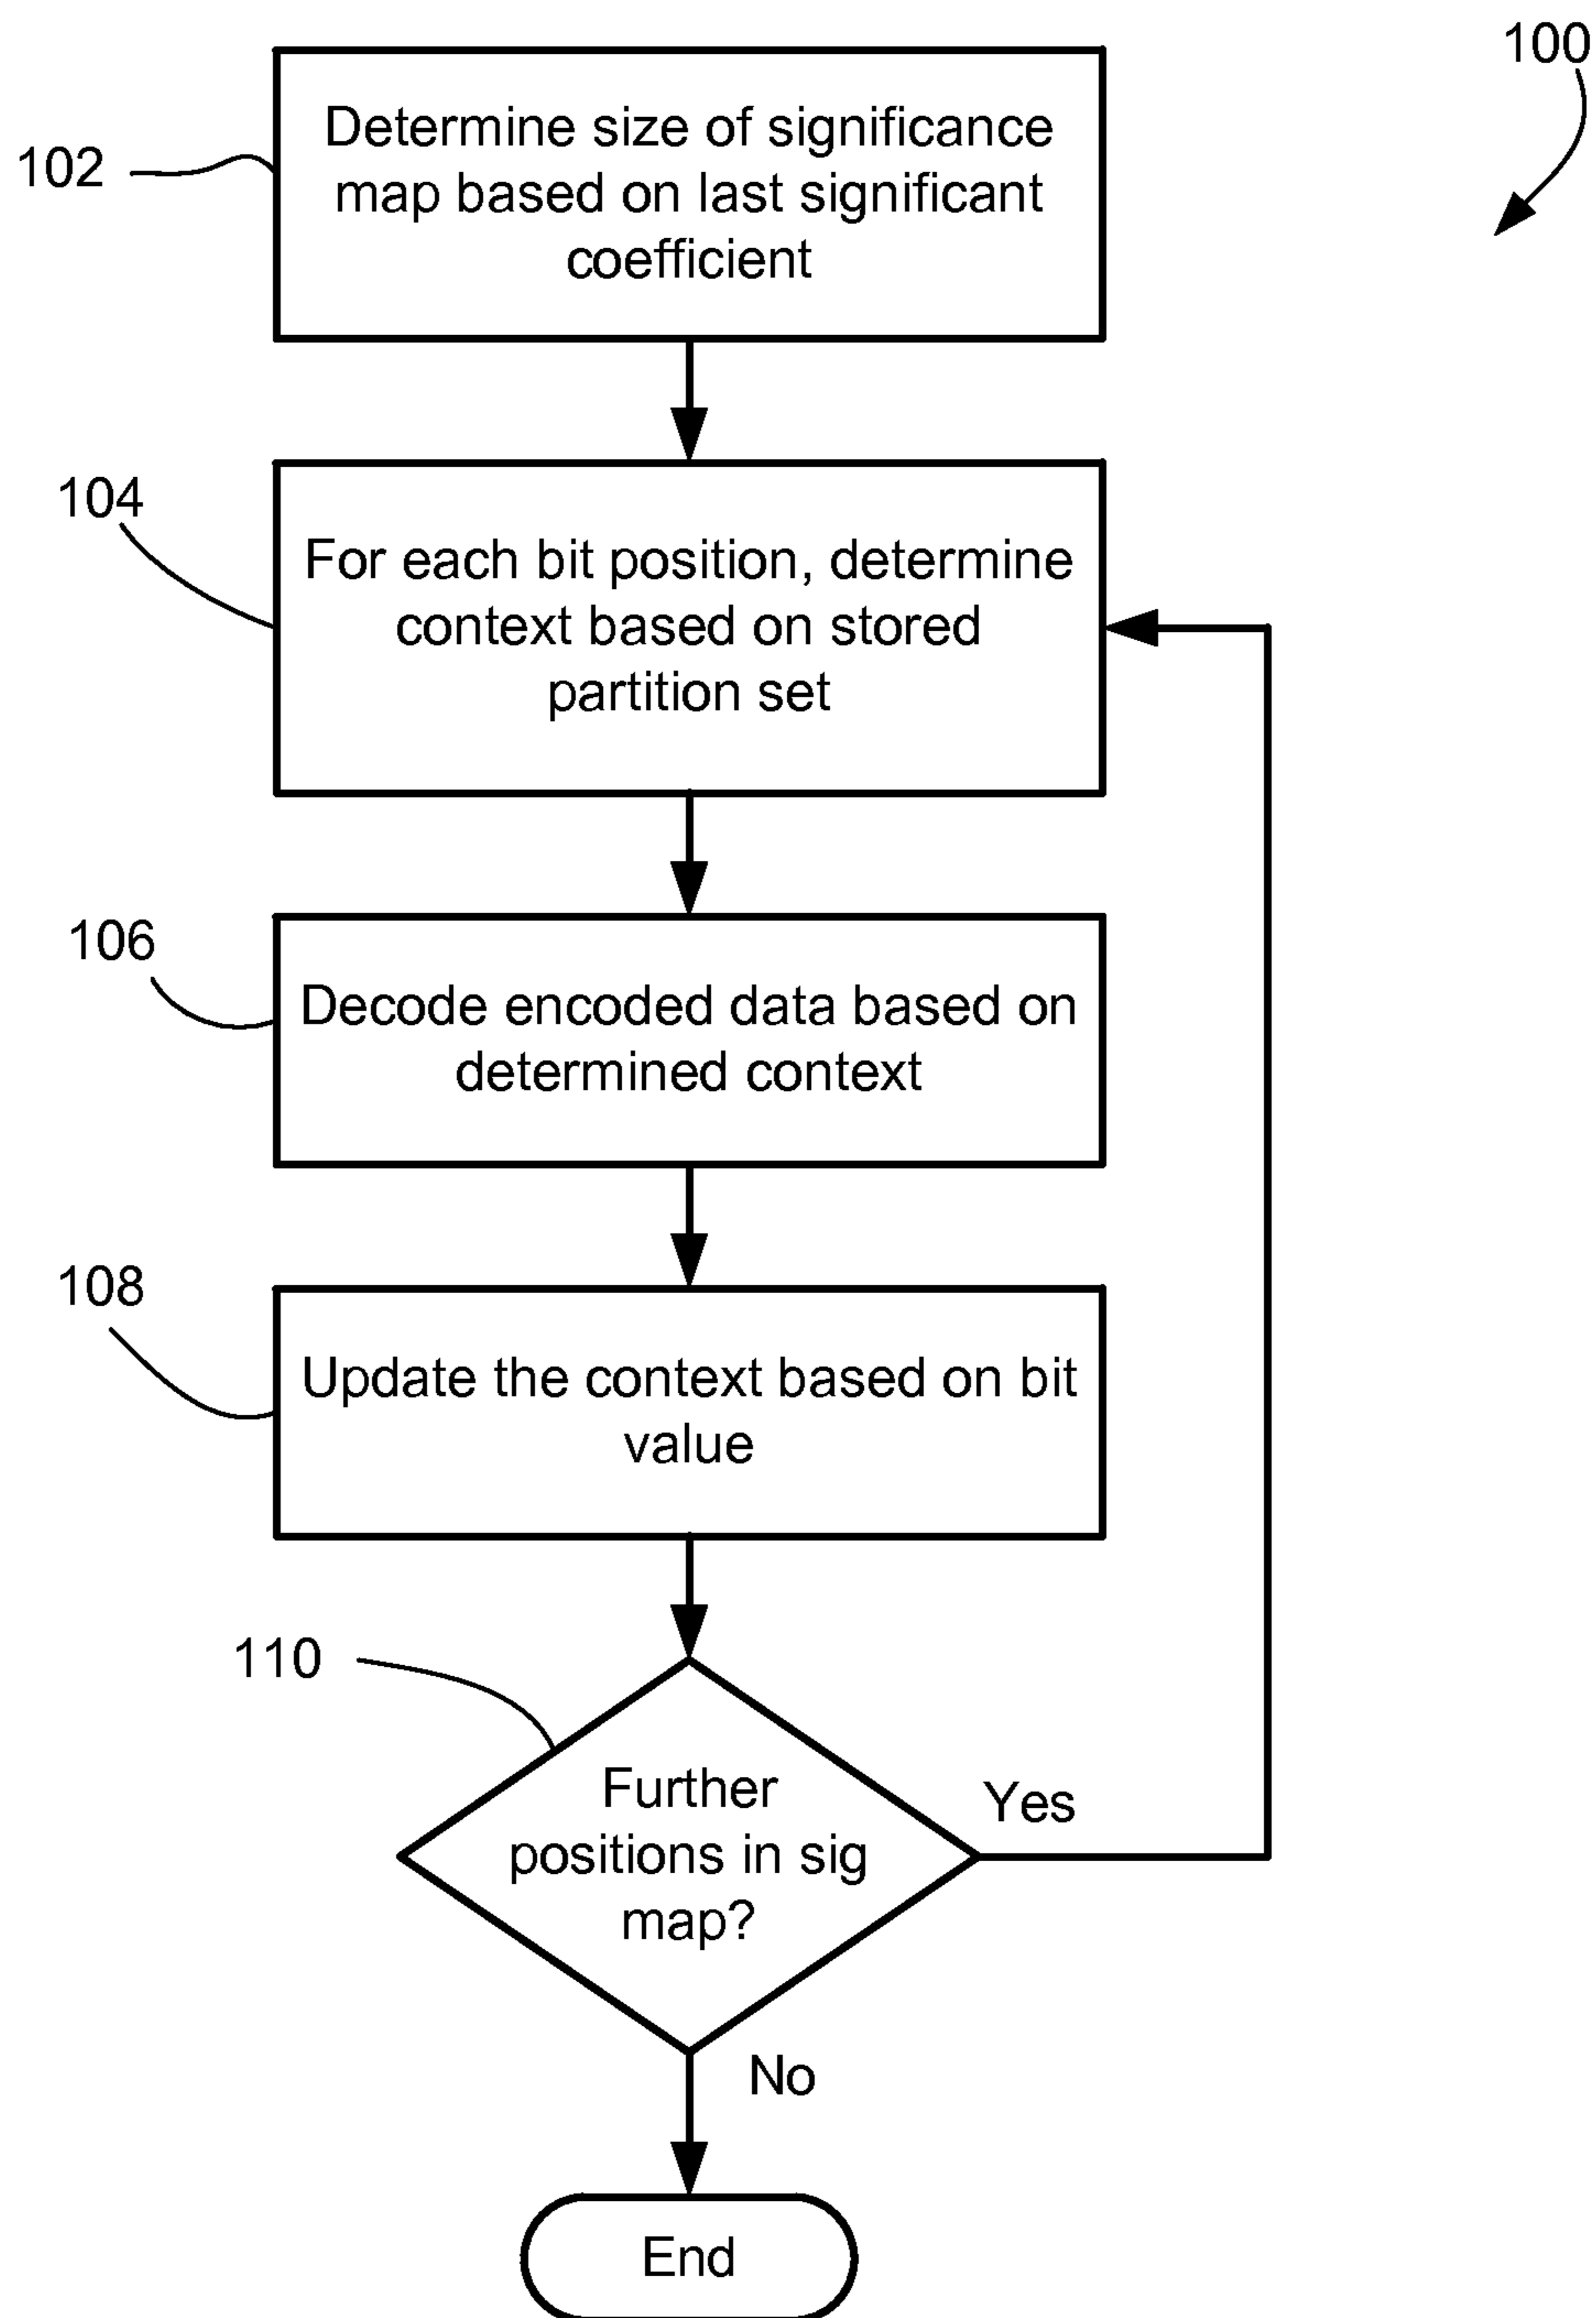 100
102
Determine size of significance
map based on last significant
coefficient
104
For each bit position, determine
context based on stored
partition set
106
Decode encoded data based on
determined context
108
Update the context based on bit
value
110
Further
positions in sig
map?
Yes
No
End